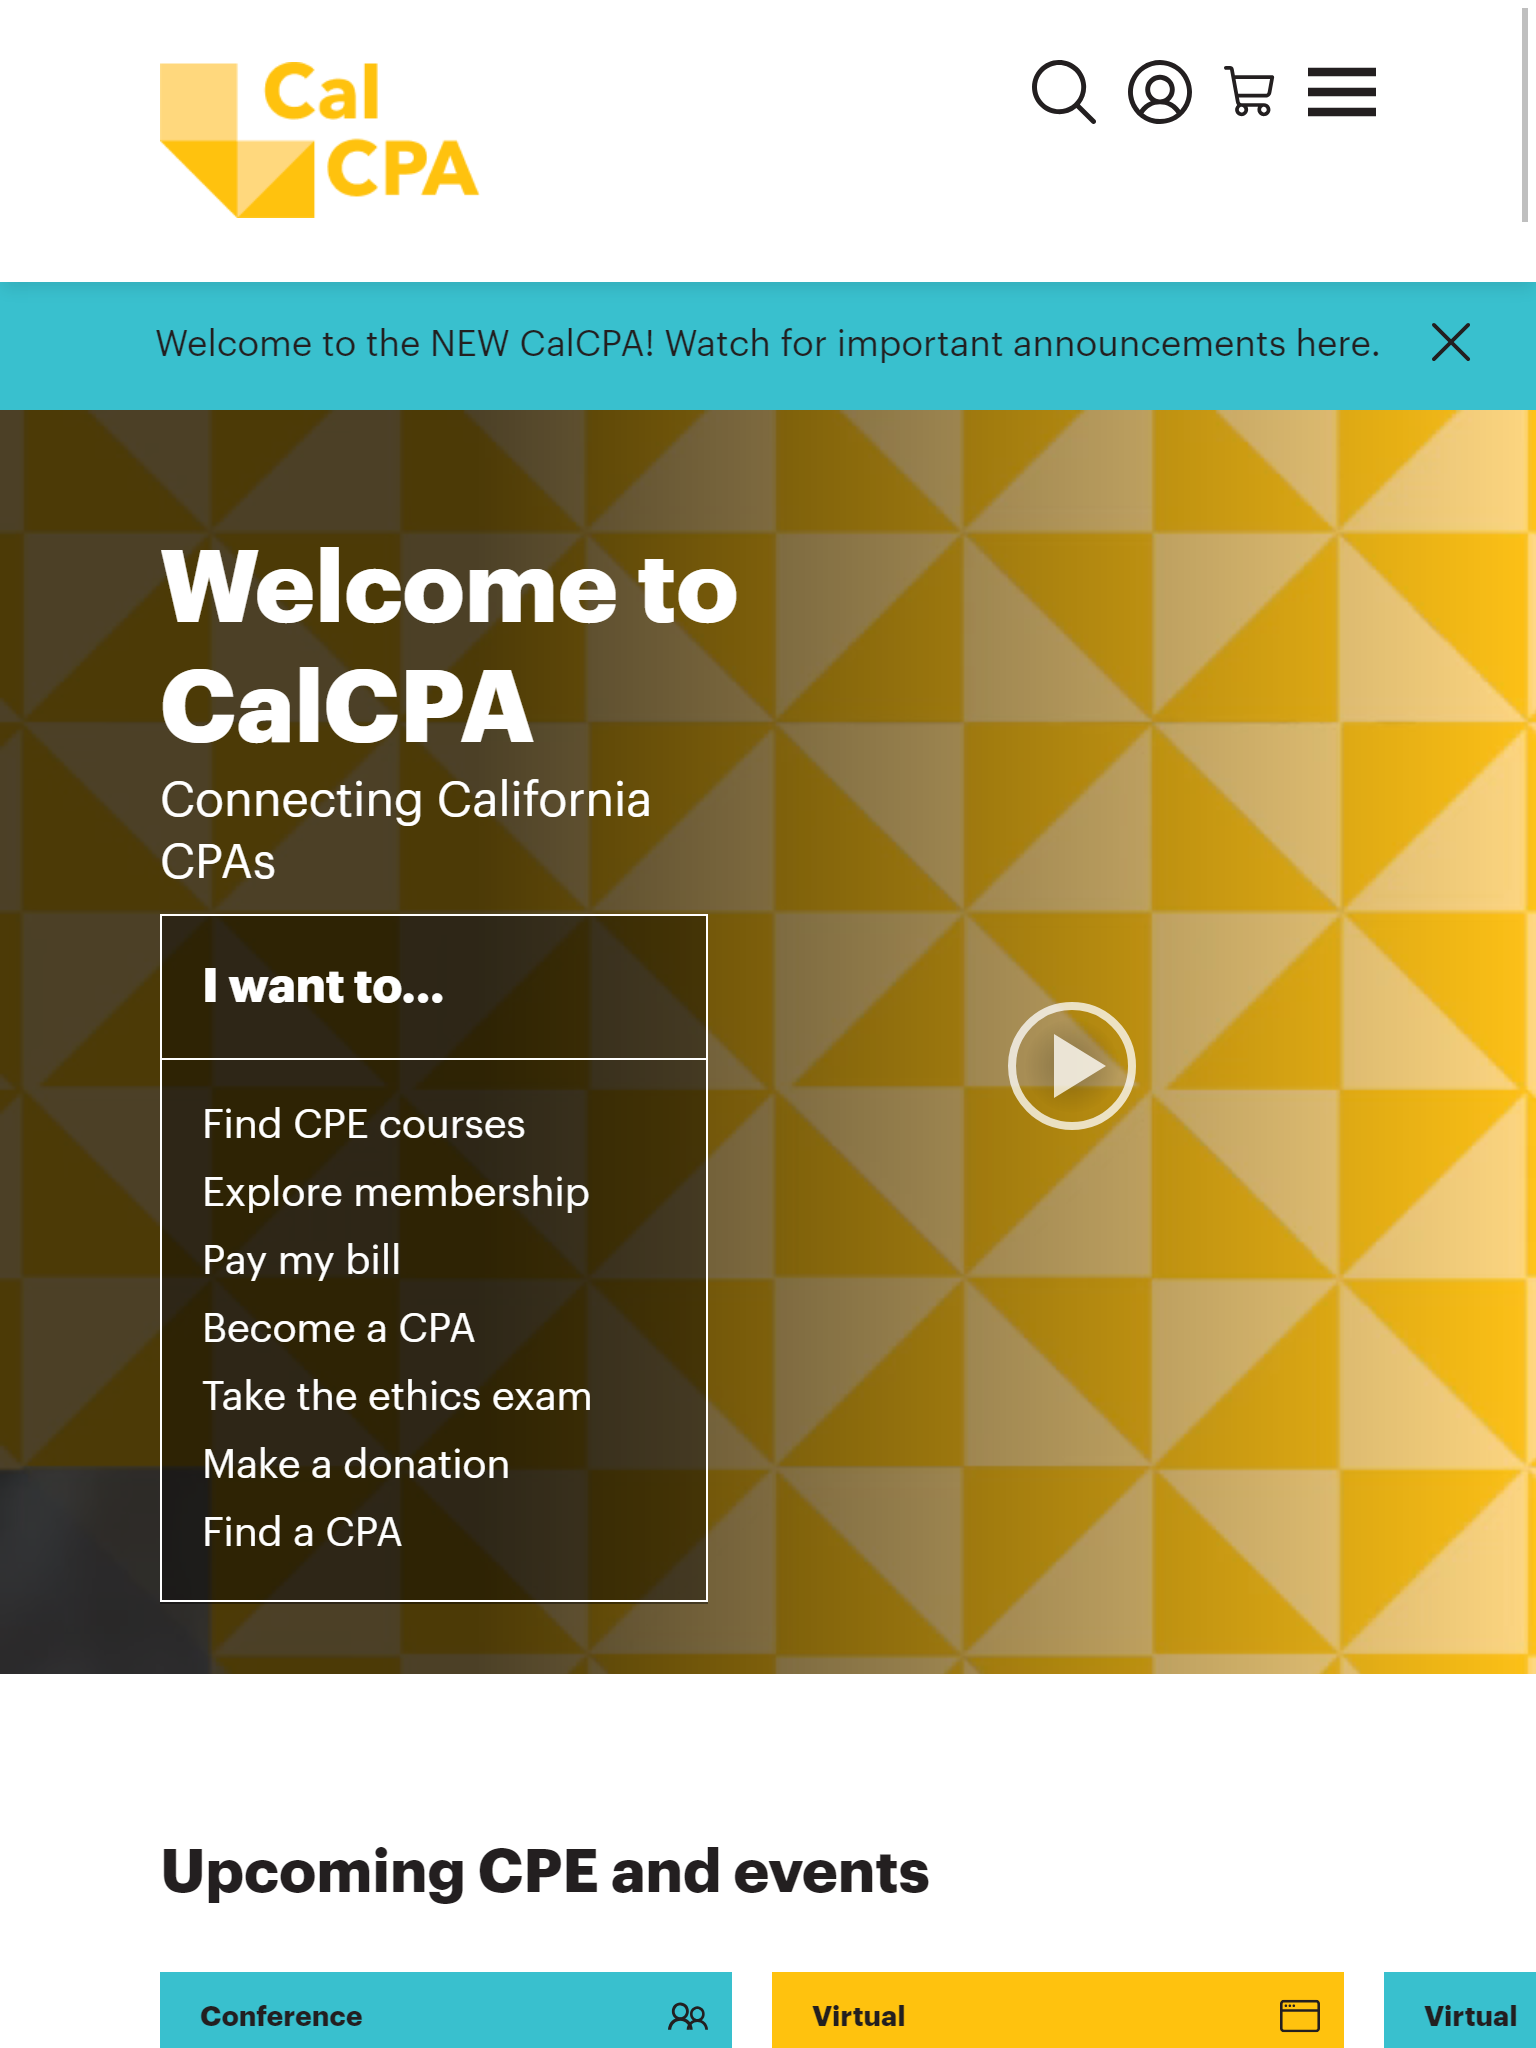 Cal
CPA
Welcome to the NEW CalCPA! Watch for important announcements here.
Welcome to
CalCPA
Connecting California
CPAs
I want to...
Find CPE courses
Explore membership
Pay my bill
Become a CPA
Take the ethics exam
Make a donation
Find a CPA
Upcoming CPE and events
Conference
Virtual
Virtual